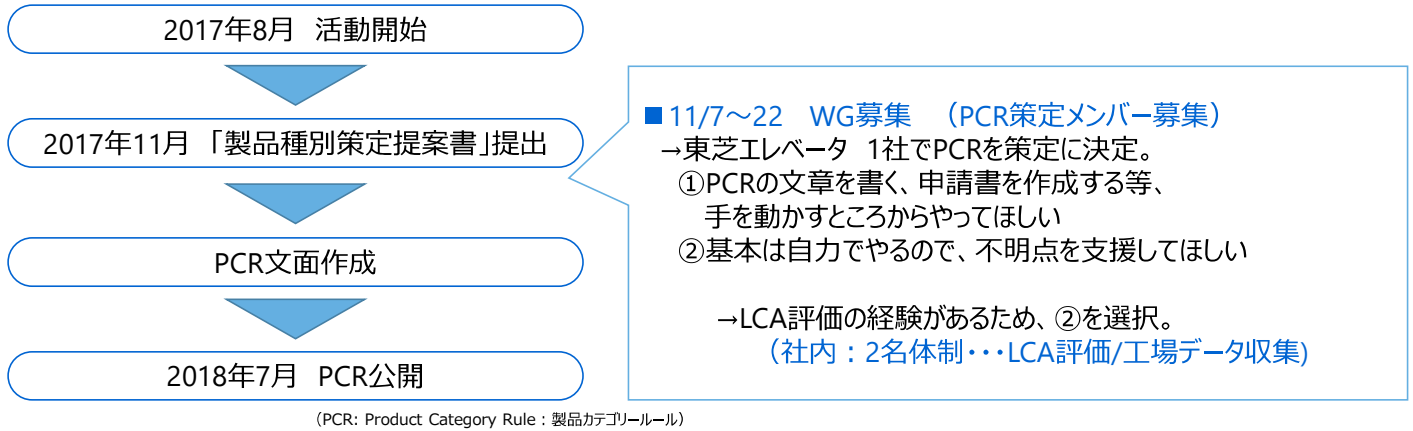 2017年8月　活動開始
2017年11月　「製品種別策定提案書」提出
PCR文面作成
2018年7月　PCR公開
■11/7～22　WG募集　（PCR策定メンバー募集）
→東芝エレベータ　1社でPCRを策定に決定。
①PCRの文章を書く、申請書を作成する等、
手を動かすところからやってほしい
②基本は自力でやるので、不明点を支援してほしい
→LCA評価の経験があるため、②を選択。
（社内：2名体制・・・LCA評価/工場データ収集)
（PCR: Product Category Rule：製品カテゴリールール）